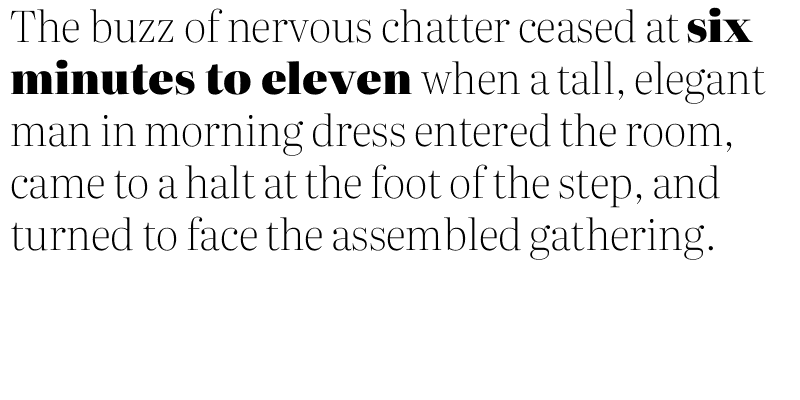 The buzz of nervous chatter ceased at six
minutes to eleven when a tall, elegant
man in morning dress entered the room,
came to a halt at the foot of the step, and
turned to face the assembled gathering.